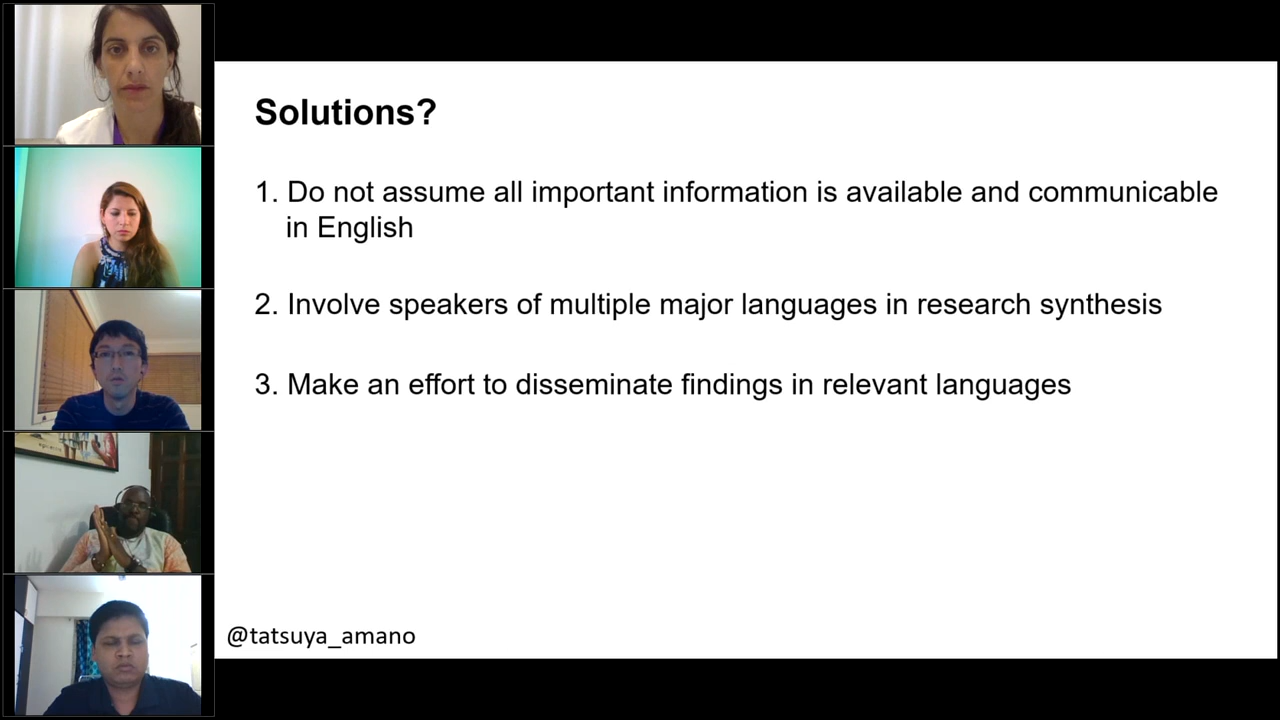 Solutions?
1. Do not assume all important information is available and communicable
in English
2. Involve speakers of multiple major languages in research synthesis
3. Make an effort to disseminate findings in relevant languages
@tatsuya_amano